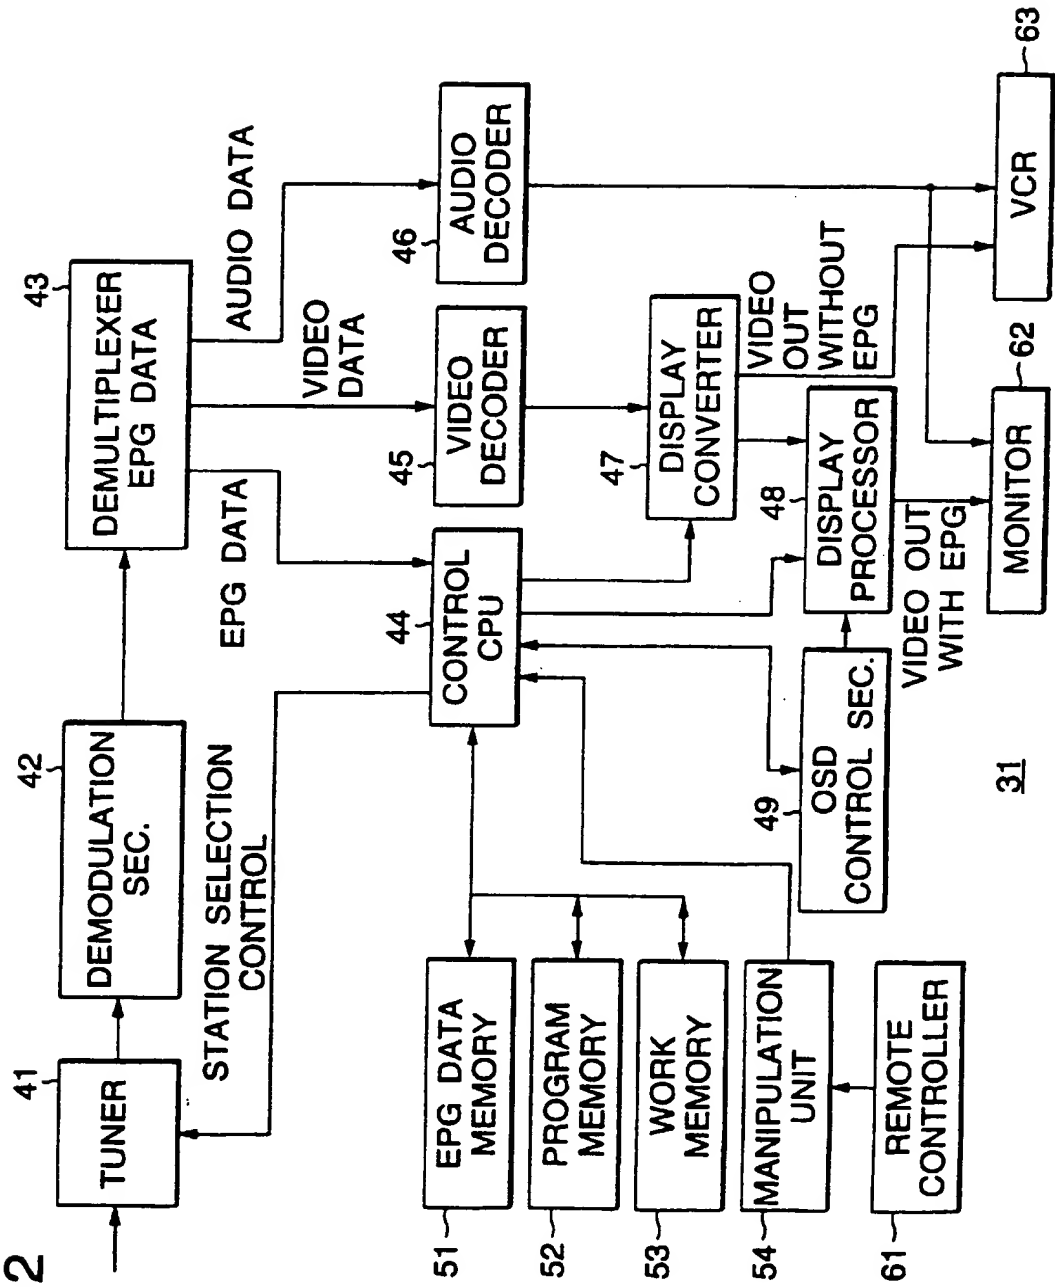 2
41
TUNER
42
DEMODULATION
SEC.
43
DEMULTIPLEXER
EPG DATA
STATION SELECTION
CONTROL
EPG DATA
VIDEO
DATA
AUDIO DATA
44
CONTROL
CPU
45
VIDEO
DECODER
46
AUDIO
DECODER
51
EPG DATA
MEMORY
52
PROGRAM
MEMORY
53
WORK
MEMORY
54
MANIPULATION
UNIT
61
REMOTE
CONTROLLER
47
DISPLAY
CONVERTER
VIDEO
OUT
WITHOUT
EPG
48
DISPLAY
PROCESSOR
49
OSD
CONTROL SEC.
VIDEO OUT
WITH EPG
62
MONITOR
63
VCR
31